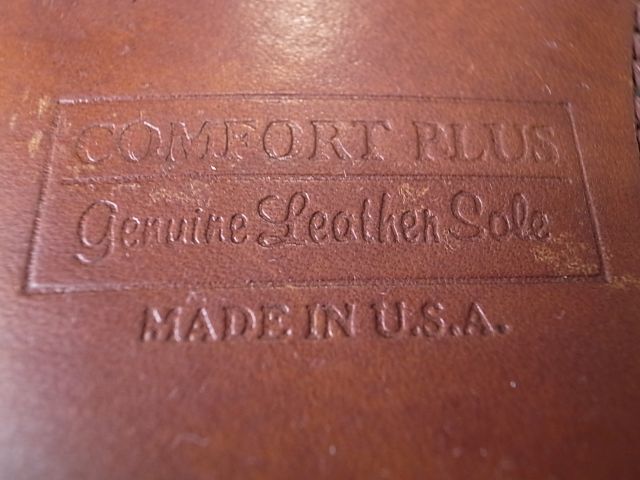 COMFORT PLUS
Genuine Leather Sole
MADE IN U.S.A.